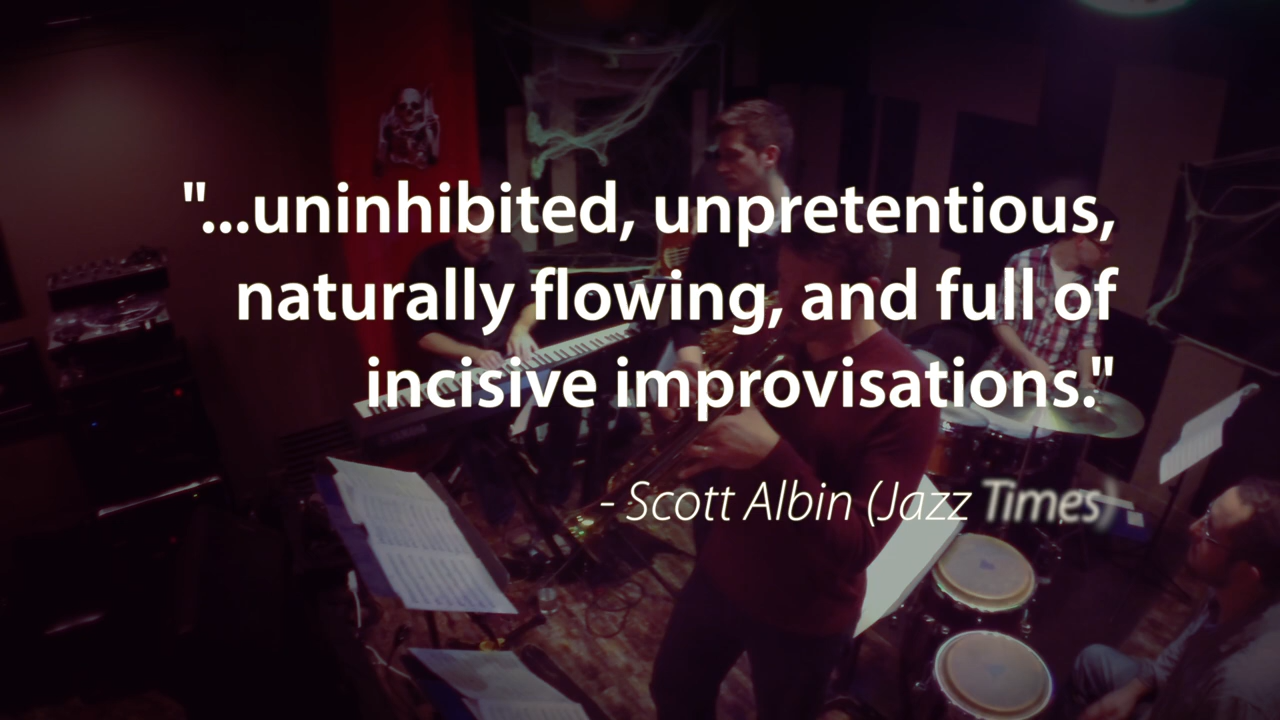 "...uninhibited, unpretentious,
naturally flowing, and full of
incisive improvisations."
- Scott Albin (Jazz Times)